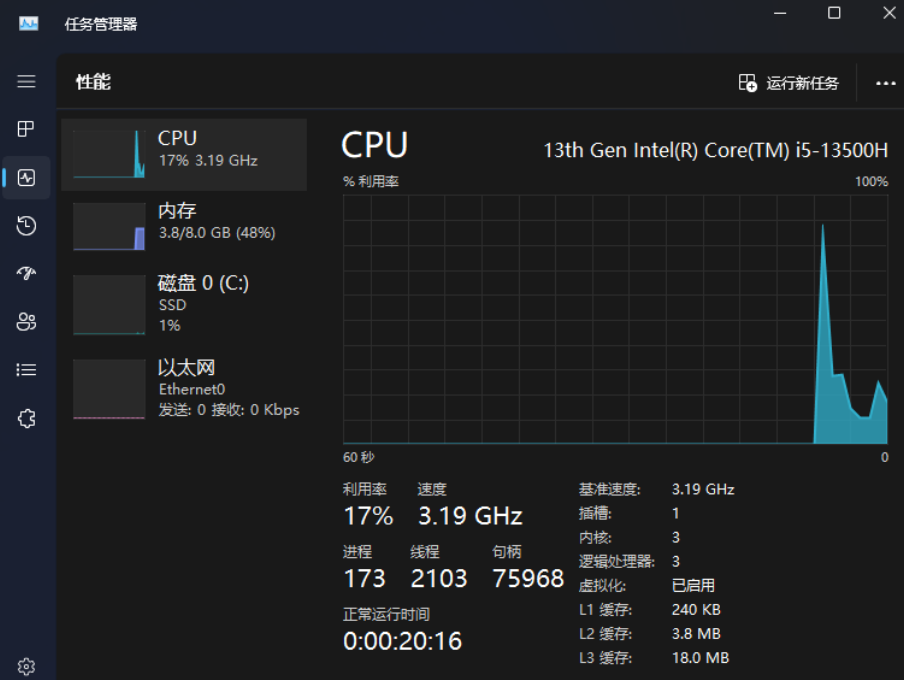 任务管理器
性能
运行新任务
CPU
17% 3.19 GHz
内存
3.8/8.0 GB (48%)
磁盘 0 (C:)
SSD
1%
以太网
Ethernet0
发送: 0 接收: 0 Kbps
CPU
13th Gen Intel(R) Core(TM) i5-13500H
% 利用率
100%
60 秒
0
利用率 速度
17% 3.19 GHz
进程 线程 句柄
173 2103 75968
正常运行时间
0:00:20:16
基准速度: 3.19 GHz
插槽: 1
内核: 3
逻辑处理器: 3
虚拟化: 已启用
L1 缓存: 240 KB
L2 缓存: 3.8 MB
L3 缓存: 18.0 MB